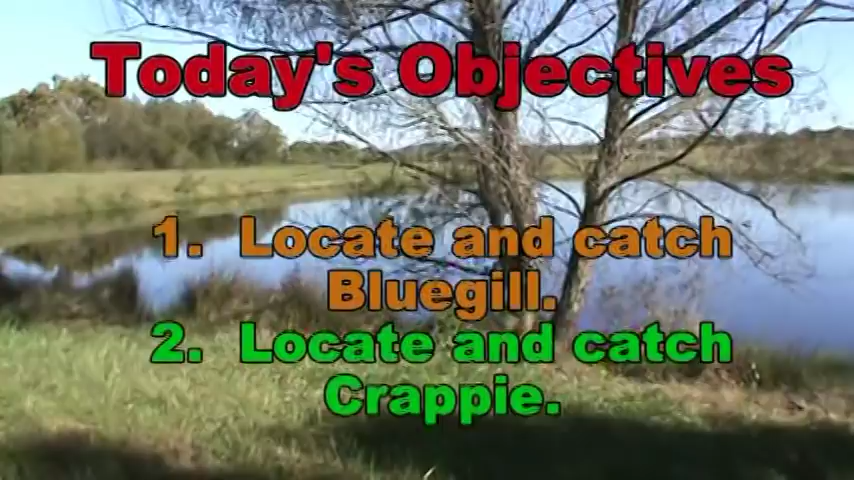 Today's Objectives
1. Locate and catch
Bluegill.
2. Locate and catch
Crappie.